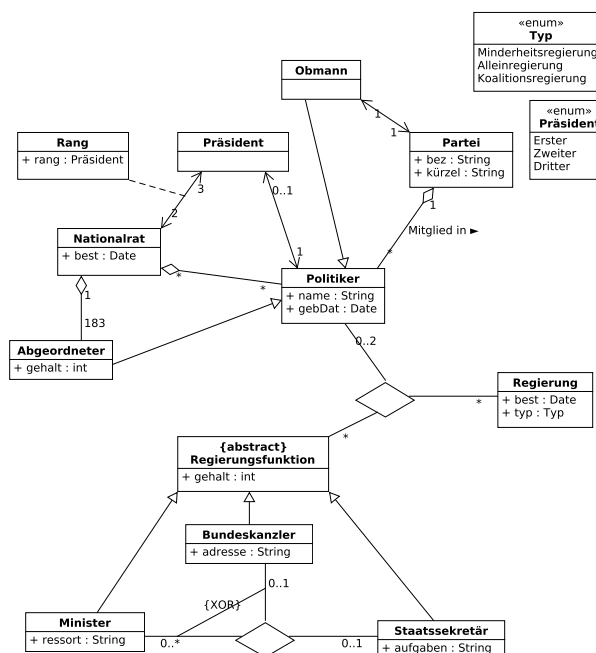 «enum»
Typ
Minderheitsregierung
Alleinregierung
Koalitionsregierung
Obmann
1
1
«enum»
Präsident
Erster
Zweiter
Dritter
Rang
+ rang : Präsident
Präsident
Partei
+ bez : String
+ kürzel : String
3
0..1
2
1
Mitglied in ►
Nationalrat
+ best : Date
*
1
*
*
1
Politiker
+ name : String
+ gebDat : Date
183
Abgeordneter
+ gehalt : int
0..2
Regierung
+ best : Date
+ typ : Typ
*
*
{abstract}
Regierungsfunktion
+ gehalt : int
Bundeskanzler
+ adresse : String
0..1
{XOR}
Minister
+ ressort : String
0..*
0..1
Staatssekretär
+ aufgaben : String